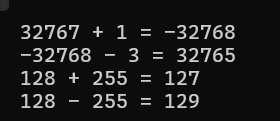 32767 + 1 = -32768
-32768 - 3 = 32765
128 + 255 = 127
128 - 255 = 129